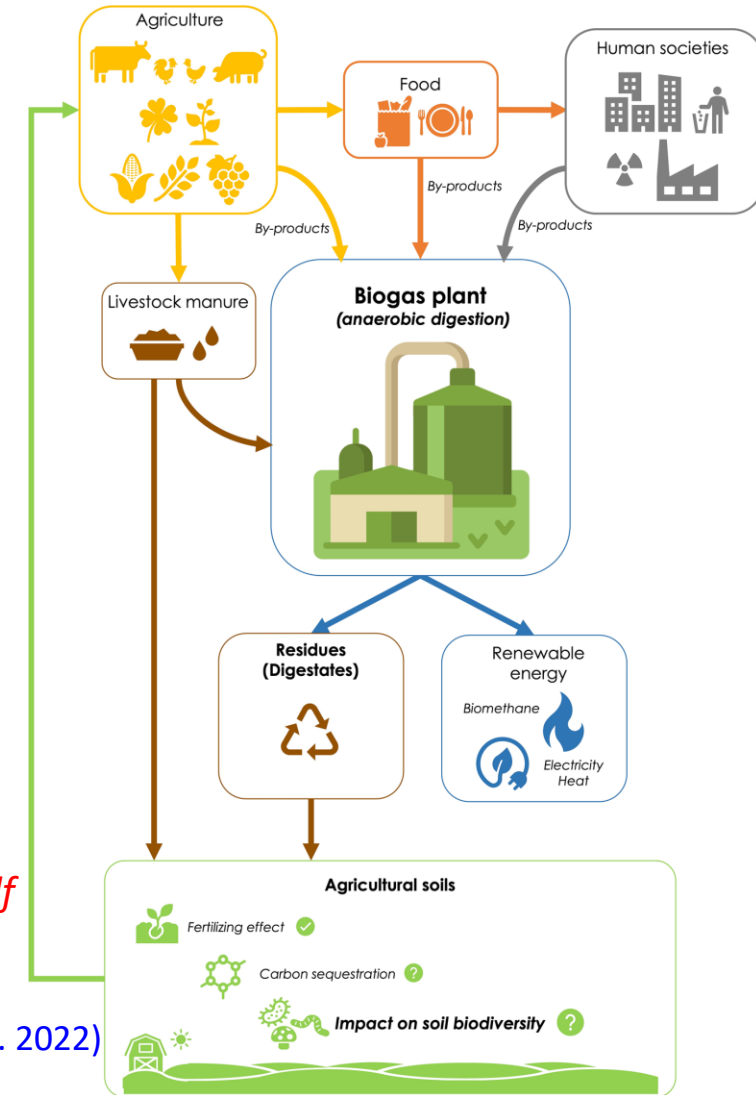 Agriculture
Food
Human societies
By-products
By-products
By-products
Livestock manure
Biogas plant
(anaerobic digestion)
Residues
(Digestates)
Renewable
energy
Biomethane
Electricity
Heat
Agricultural soils
Fertilizing effect
?
Carbon sequestration ?
Impact on soil biodiversity ?
. 2022)